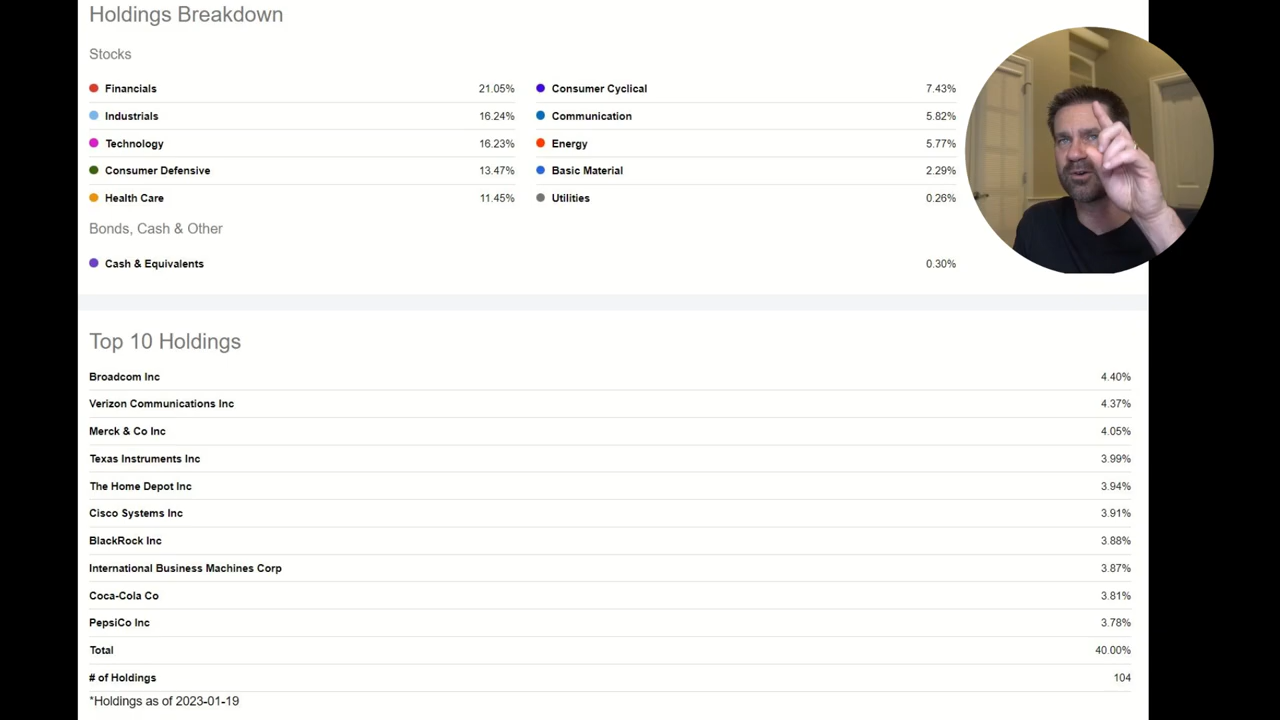 Holdings Breakdown
Stocks
Financials 21.05% Consumer Cyclical 7.43%
Industrials 16.24% Communication 5.82%
Technology 16.23% Energy 5.77%
Consumer Defensive 13.47% Basic Material 2.29%
Health Care 11.45% Utilities 0.26%
Bonds, Cash & Other
Cash & Equivalents 0.30%
Top 10 Holdings
Broadcom Inc 4.40%
Verizon Communications Inc 4.37%
Merck & Co Inc 4.05%
Texas Instruments Inc 3.99%
The Home Depot Inc 3.94%
Cisco Systems Inc 3.91%
BlackRock Inc 3.88%
International Business Machines Corp 3.87%
Coca-Cola Co 3.81%
PepsiCo Inc 3.78%
Total 40.00%
# of Holdings 104
*Holdings as of 2023-01-19